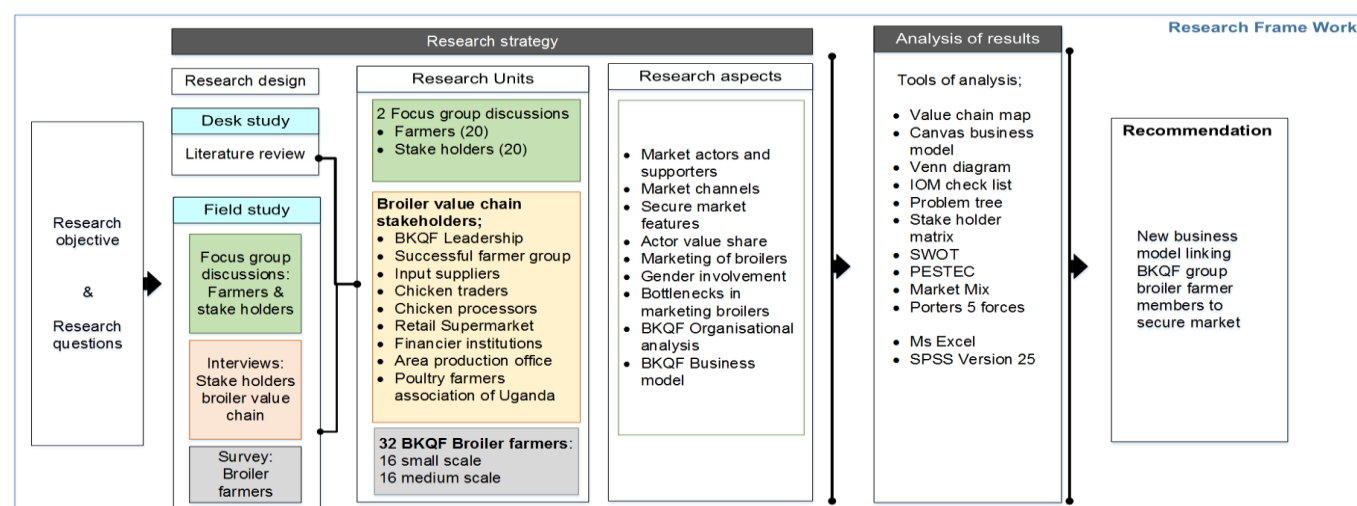 Research Frame Work
Research strategy
Analysis of results
Research objective
&
Research questions
Research design
Desk study
Literature review
Field study
Focus group
discussions:
Farmers &
stake holders
Interviews:
Stake holders
broiler value
chain
Survey:
Broiler
farmers
Research Units
2 Focus group discussions
• Farmers (20)
• Stake holders (20)
Broiler value chain
stakeholders;
• BKQF Leadership
• Successful farmer group
• Input suppliers
• Chicken traders
• Chicken processors
• Retail Supermarket
• Financier institutions
• Area production office
• Poultry farmers
association of Uganda
32 BKQF Broiler farmers:
16 small scale
16 medium scale
Research aspects
• Market actors and
supporters
• Market channels
• Secure market
features
• Actor value share
• Marketing of broilers
• Gender involvement
• Bottlenecks in
marketing broilers
• BKQF Organisational
analysis
• BKQF Business
model
Tools of analysis;
• Value chain map
• Canvas business
model
• Venn diagram
• IOM check list
• Problem tree
• Stake holder
matrix
• SWOT
• PESTEC
• Market Mix
• Porters 5 forces
• Ms Excel
• SPSS Version 25
Recommendation
New business
model linking
BKQF group
broiler farmer
members to
secure market